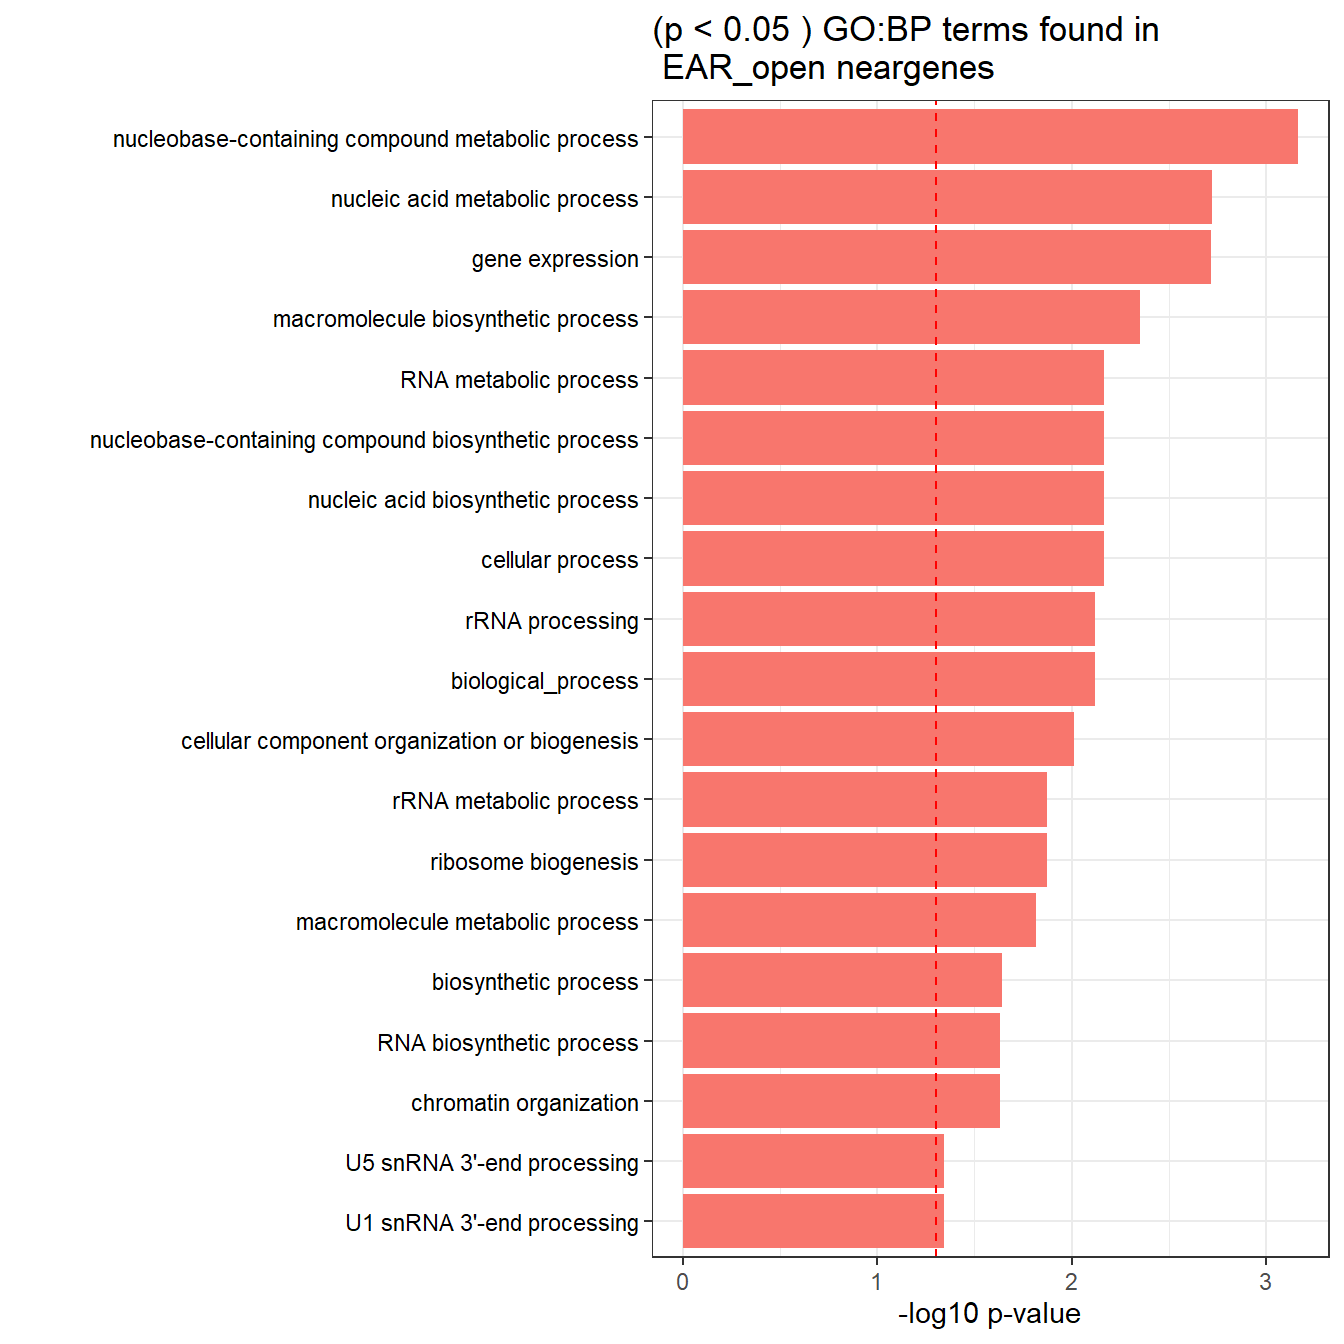 (p < 0.05 ) GO:BP terms found in
EAR_open neargenes
nucleobase-containing compound metabolic process
nucleic acid metabolic process
gene expression
macromolecule biosynthetic process
RNA metabolic process
nucleobase-containing compound biosynthetic process
nucleic acid biosynthetic process
cellular process
rRNA processing
biological_process
cellular component organization or biogenesis
rRNA metabolic process
ribosome biogenesis
macromolecule metabolic process
biosynthetic process
RNA biosynthetic process
chromatin organization
U5 snRNA 3'-end processing
U1 snRNA 3'-end processing
0 1 2 3
-log10 p-value